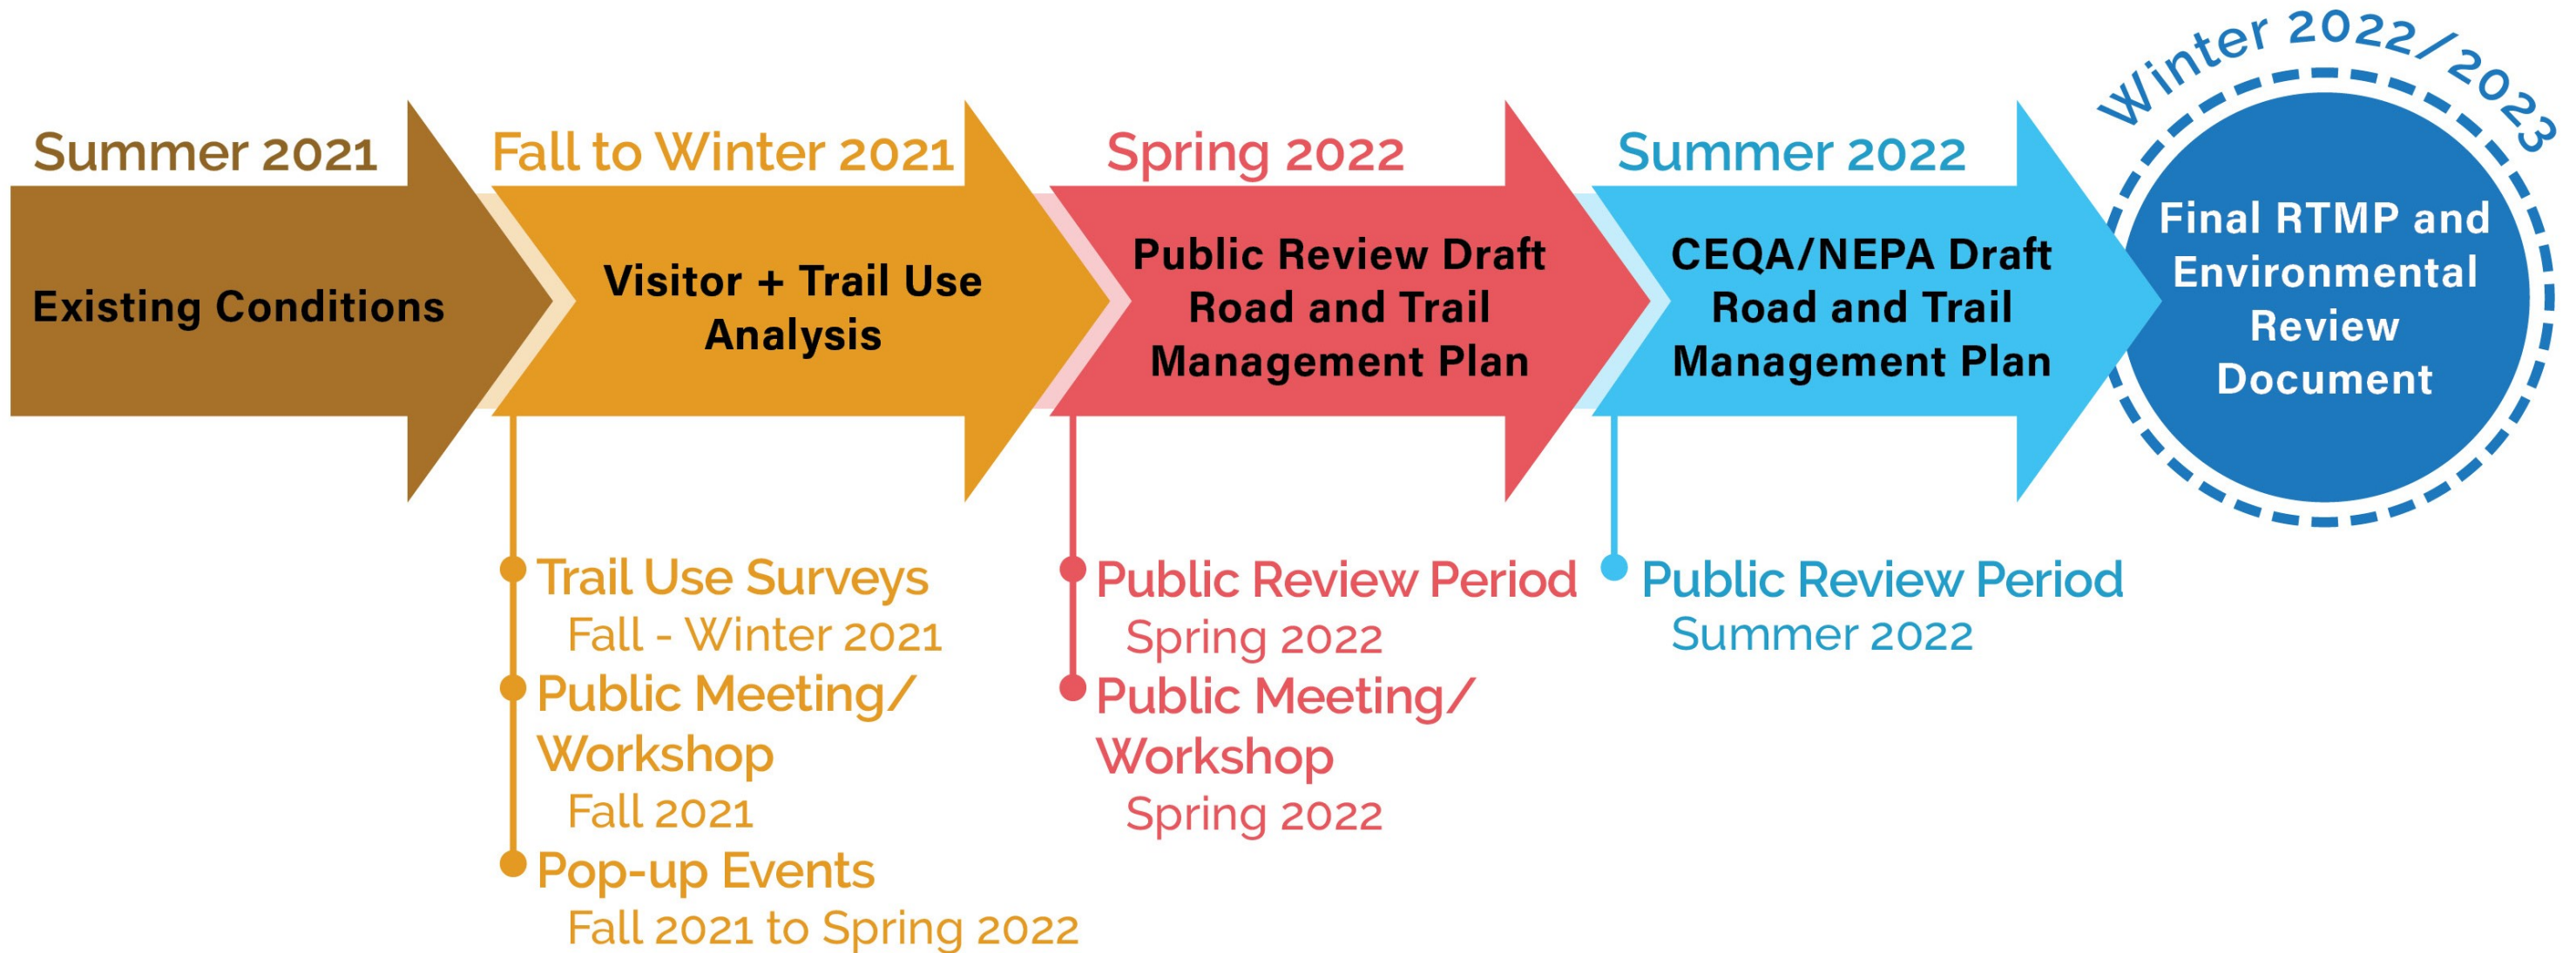 Summer 2021
Existing Conditions
Fall to Winter 2021
Visitor + Trail Use
Analysis
Trail Use Surveys
Fall - Winter 2021
Public Meeting/
Workshop
Fall 2021
Pop-up Events
Fall 2021 to Spring 2022
Spring 2022
Public Review Draft
Road and Trail
Management Plan
Public Review Period
Spring 2022
Public Meeting/
Workshop
Spring 2022
Summer 2022
CEQA/NEPA Draft
Road and Trail
Management Plan
Public Review Period
Summer 2022
Winter 2022/2023
Final RTMP and
Environmental
Review
Document